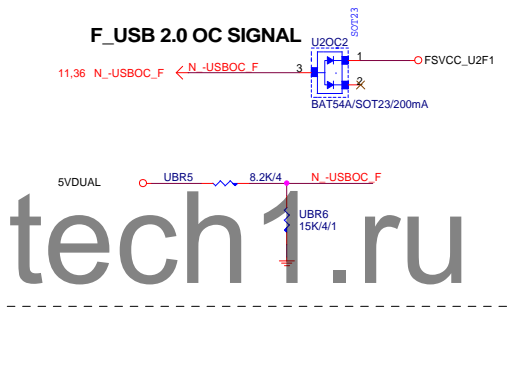 SOT23
F_USB 2.0 OC SIGNAL
U2OC2
1
FSVCC_U2F1
11,36 N_-USBOC_F
N_-USBOC_F
3
2
BAT54A/SOT23/200mA
5VDUAL
UBR5
8.2K/4
N_-USBOC_F
UBR6
15K/4/1
tech1.ru